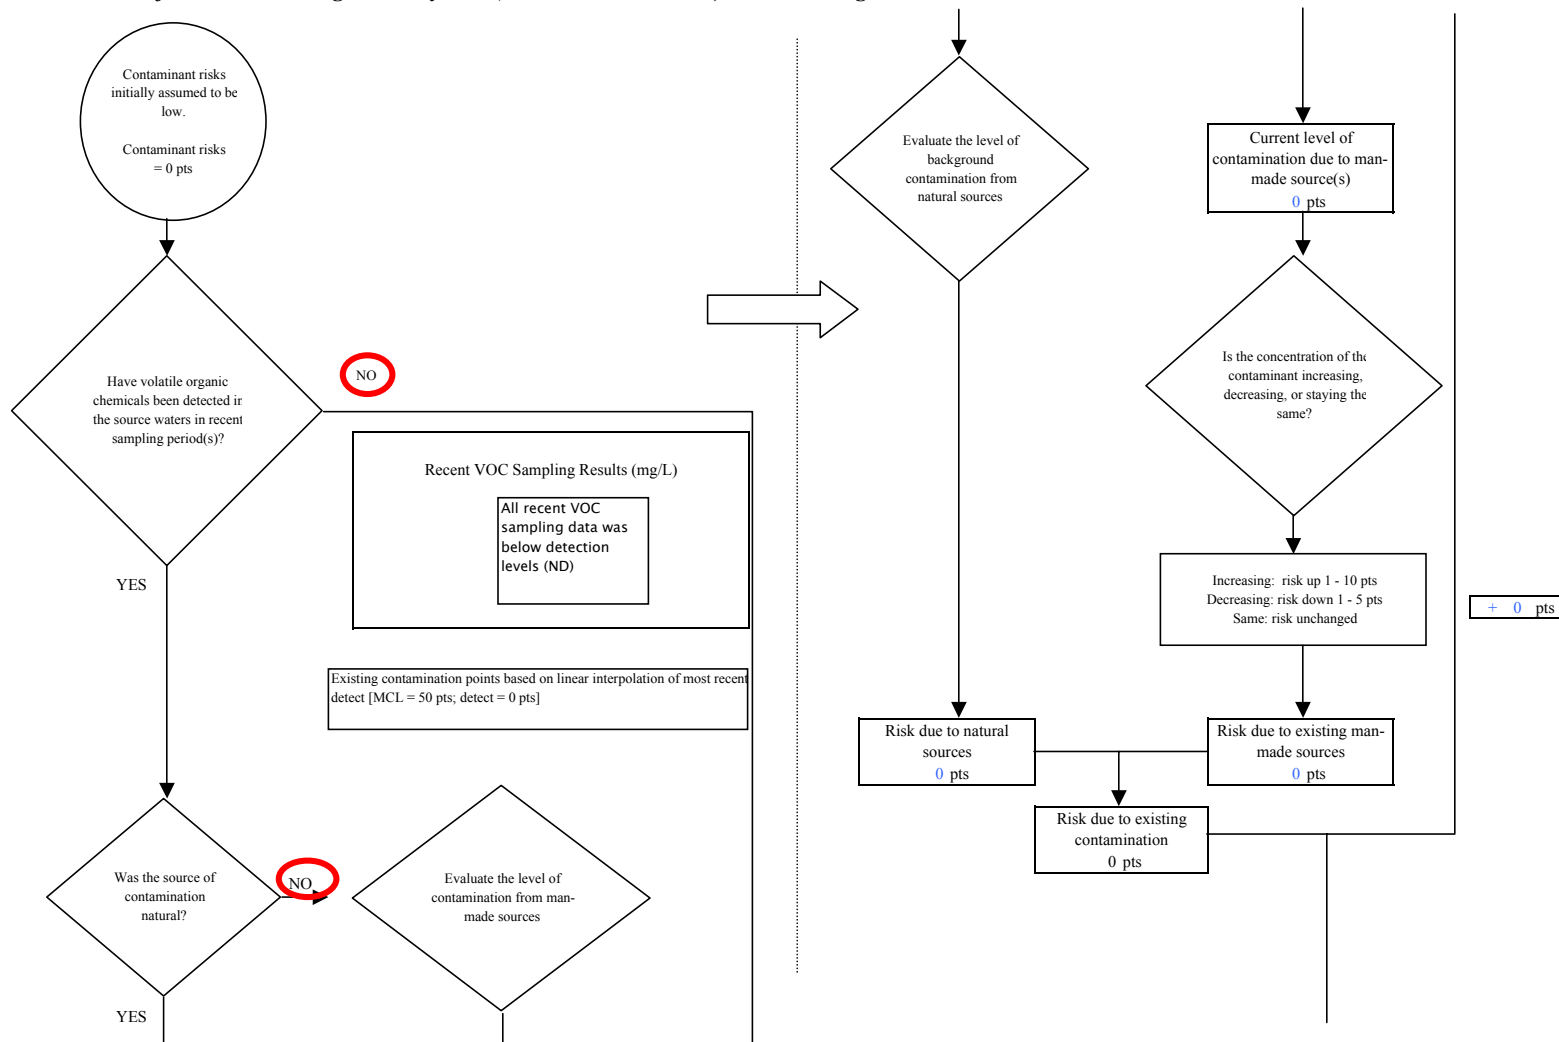 Contaminant risks
initially assumed to be
low.
Contaminant risks
= 0 pts
Have volatile organic
chemicals been detected in
the source waters in recent
sampling period(s)?
NO
YES
Recent VOC Sampling Results (mg/L)
All recent VOC
sampling data was
below detection
levels (ND)
Existing contamination points based on linear interpolation of most recent
detect [MCL = 50 pts; detect = 0 pts]
Was the source of
contamination
natural?
NO
YES
Evaluate the level of
contamination from man-
made sources
Evaluate the level of
background
contamination from
natural sources
Current level of
contamination due to man-
made source(s)
0 pts
Is the concentration of the
contaminant increasing,
decreasing, or staying the
same?
Increasing: risk up 1 - 10 pts
Decreasing: risk down 1 - 5 pts
Same: risk unchanged
+ 0 pts
Risk due to natural
sources
0 pts
Risk due to existing man-
made sources
0 pts
Risk due to existing
contamination
0 pts